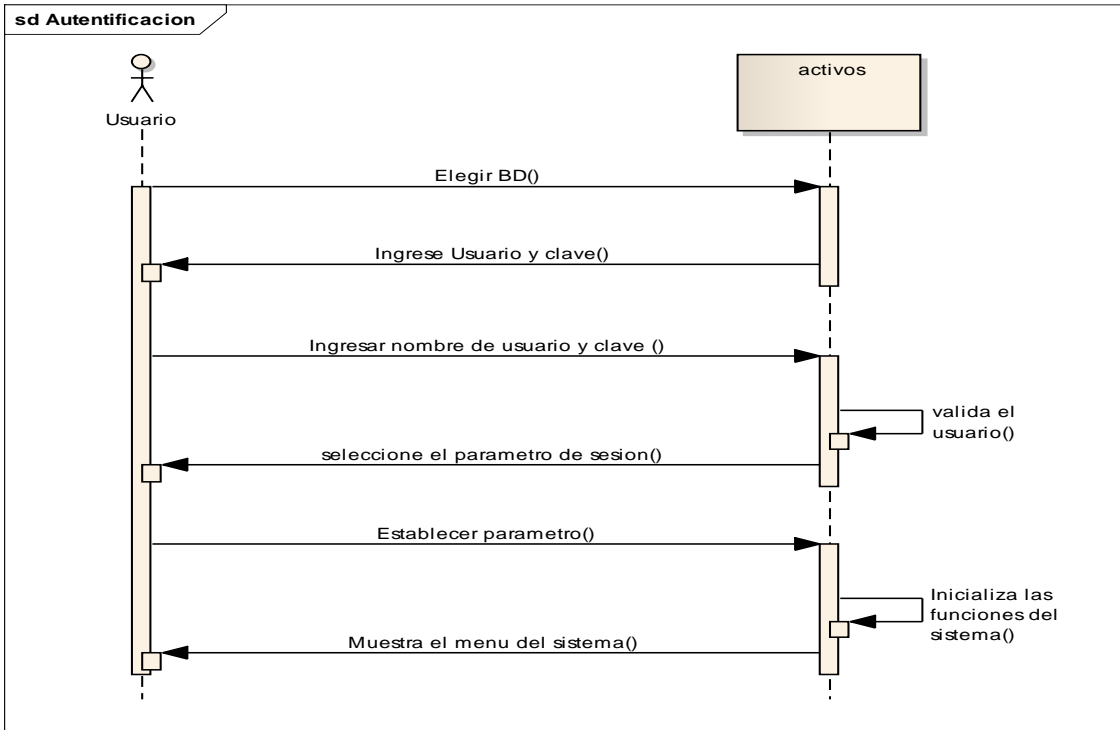 sd Autentificacion
Usuario
activos
Elegir BD()
Ingrese Usuario y clave()
Ingresar nombre de usuario y clave ()
valida el
usuario()
seleccione el parametro de sesion()
Establecer parametro()
Inicializa las
funciones del
sistema()
Muestra el menu del sistema()